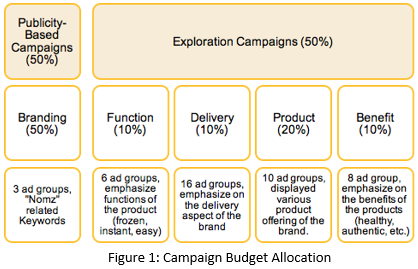 Publicity-
Based
Campaigns
(50%)
Exploration Campaigns (50%)
Branding
(50%)
Function
(10%)
Delivery
(10%)
Product
(20%)
Benefit
(10%)
3 ad groups,
"Nomz"
related
Keywords
6 ad groups,
emphasize
functions of
the product
(frozen,
instant, easy)
16 ad groups,
emphasize on
the delivery
aspect of the
brand
10 ad groups,
displayed
various
product
offering of the
brand.
8 ad group,
emphasize on
the benefits of
the products
(healthy,
authentic, etc.)
Figure 1: Campaign Budget Allocation